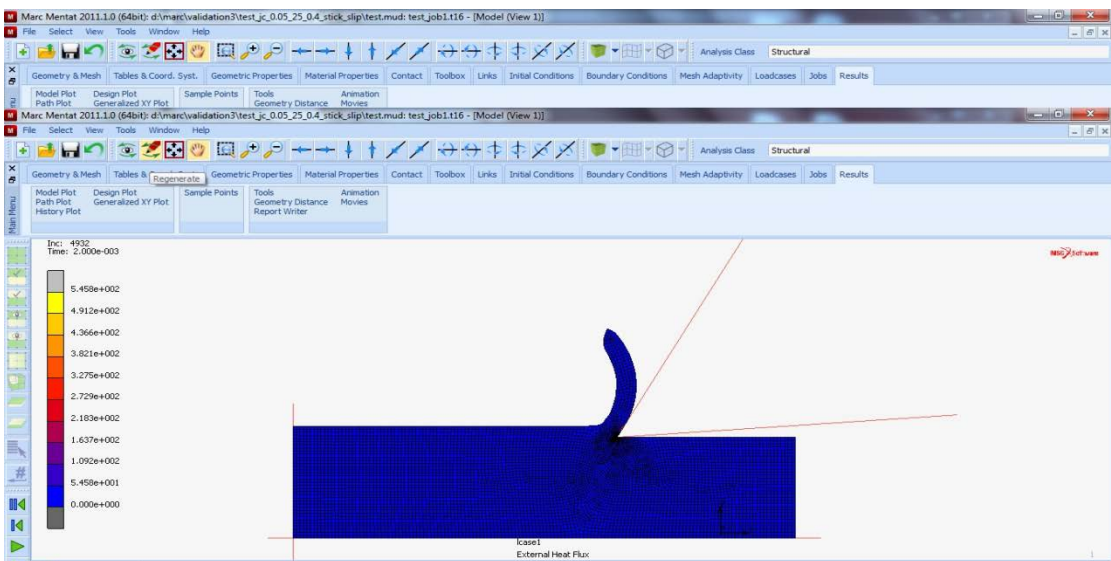 Marc Mentat 2011.1.0 (64bit): d:\marc\validation3\test_jc_0.05_25_0.4_stick_slip\test.mud: test_job1.t16 - [Model (View 1)]
File Select View Tools Window Help
Analysis Class Structural
Geometry & Mesh Tables & Coord. Syst. Geometric Properties Material Properties Contact Toolbox Links Initial Conditions Boundary Conditions Mesh Adaptivity Loadcases Jobs Results
Model Plot Design Plot Sample Points Tools Animation
Path Plot Generalized XY Plot Geometry Distance Movies
Marc Mentat 2011.1.0 (64bit): d:\marc\validation3\test_jc_0.05_25_0.4_stick_slip\test.mud: test_job1.t16 - [Model (View 1)]
File Select View Tools Window Help
Analysis Class Structural
Geometry & Mesh Tables & Geometric Properties Material Properties Contact Toolbox Links Initial Conditions Boundary Conditions Mesh Adaptivity Loadcases Jobs Results
Regenerate
Model Plot Design Plot Sample Points Tools Animation
Path Plot Generalized XY Plot Geometry Distance Movies
History Plot Report Writer
Main Menu
Inc: 4932
Time: 2.000e-003
5.458e+002
4.912e+002
4.366e+002
3.821e+002
3.275e+002
2.729e+002
2.183e+002
1.637e+002
1.092e+002
5.458e+001
0.000e+000
lcase1
External Heat Flux
1